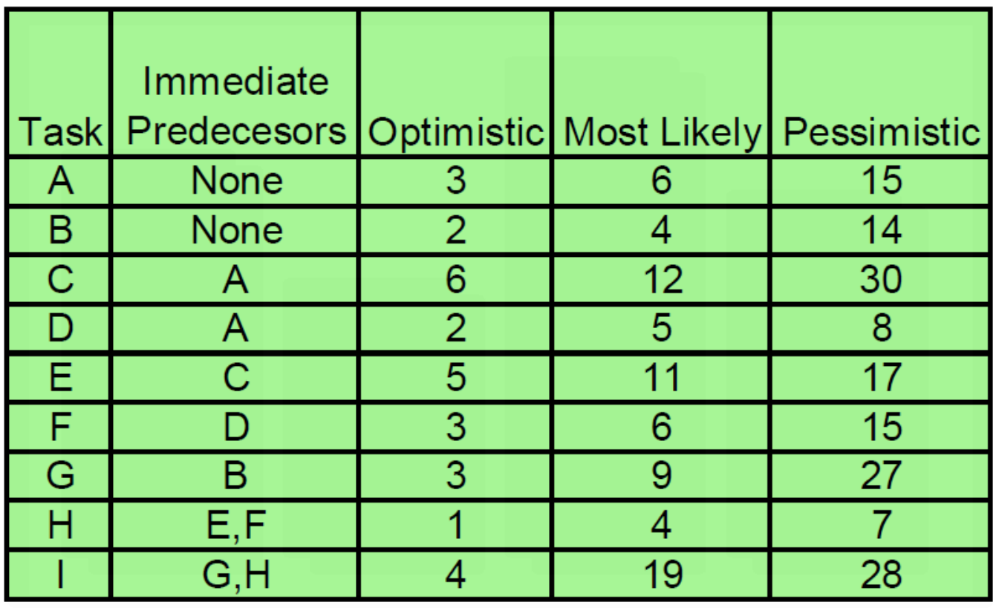 Immediate
Task Predecesors Optimistic Most Likely Pessimistic
A None 3 6 15
B None 2 4 14
C A 6 12 30
D A 2 5 8
E C 5 11 17
F D 3 6 15
G B 3 9 27
H E,F 1 4 7
I G,H 4 19 28